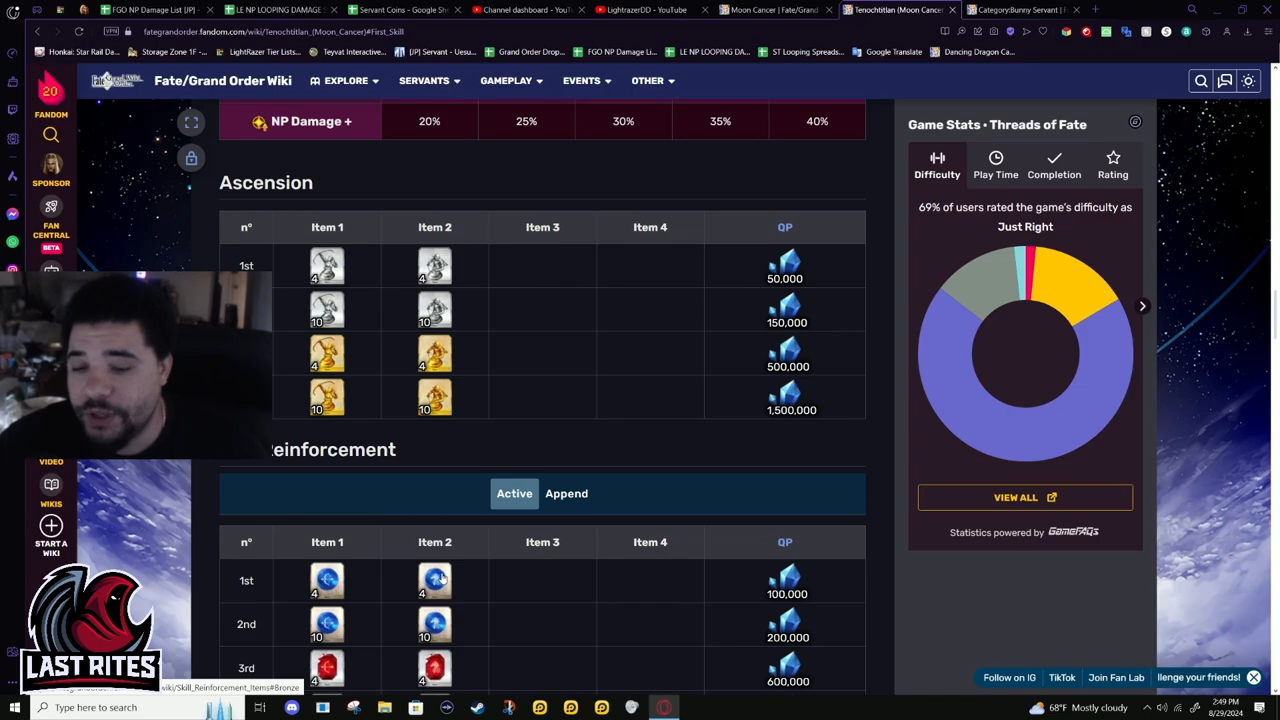 FGO NP Damage List [JP] -
LE NP LOOPING DAMAGE
Servant Coins - Google She
Channel dashboard - YouT
LightrazerDD - YouTube
Moon Cancer | Fate/Grand
Tenochtitlan (Moon Cancer
Category:Bunny Servant | F
VPN
fategrandorder.fandom.com/wiki/Tenochtitlan_(Moon_Cancer)#First_Skill
Honkai: Star Rail Da...
Storage Zone 1F -...
LightRazer Tier Lists...
Teyvat Interactive...
[JP] Servant - Uesu...
Grand Order Drop...
FGO NP Damage Li...
LE NP LOOPING DA...
ST Looping Spreads...
Google Translate
Dancing Dragon Ca...
20
FANDOM
Fate/Grand Order Wiki
EXPLORE
SERVANTS
GAMEPLAY
EVENTS
OTHER
SPONSOR
FAN CENTRAL
BETA
VIDEO
WIKIS
START A WIKI
NP Damage + 20% 25% 30% 35% 40%
Ascension
n° Item 1 Item 2 Item 3 Item 4 QP
1st 4 4 50,000
10 10 150,000
4 4 500,000
10 10 1,500,000
einforcement
Active Append
n° Item 1 Item 2 Item 3 Item 4 QP
1st 4 4 100,000
2nd 10 10 200,000
3rd 4 4 600,000
Game Stats • Threads of Fate
Difficulty
Play Time
Completion
Rating
69% of users rated the game's difficulty as
Just Right
VIEW ALL
Statistics powered by GameFAQs
LAST RITES
wiki/Skill_Reinforcement_Items#Bronze
Follow on IG
TikTok
Join Fan Lab
llenge your friends!
Type here to search
68°F Mostly cloudy
2:49 PM
8/29/2024